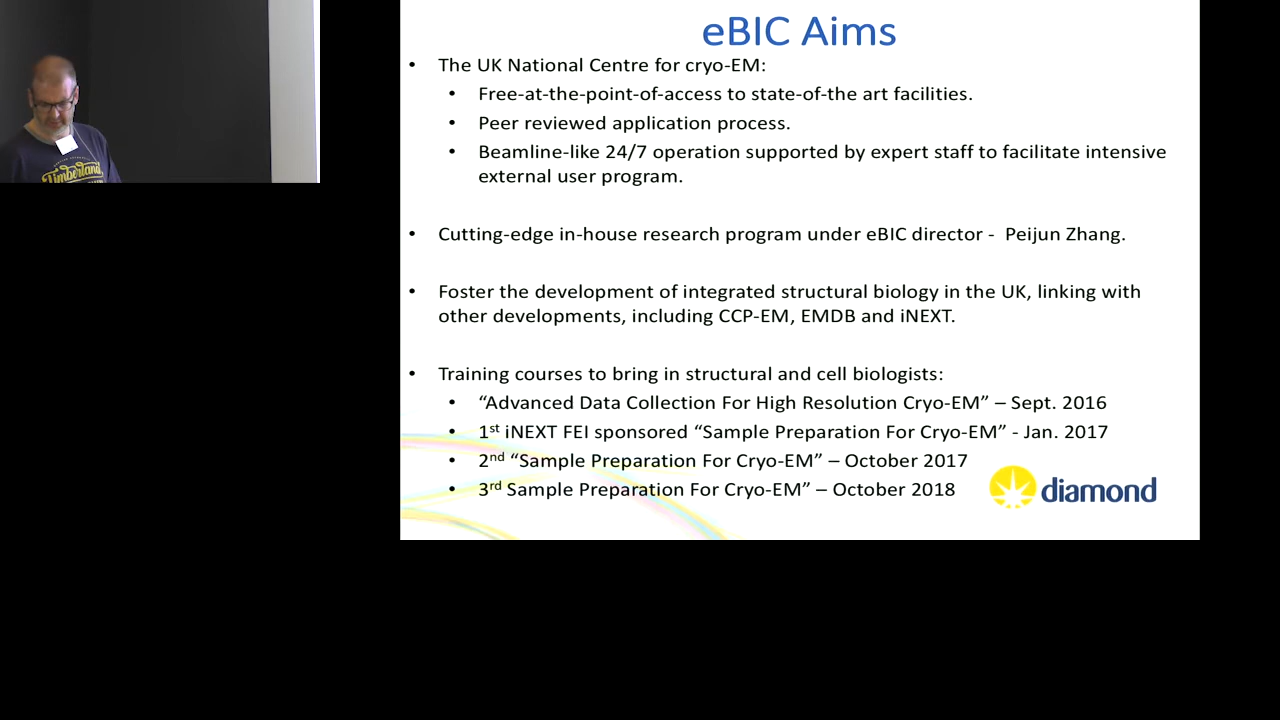 eBIC Aims
• The UK National Centre for cryo-EM:
• Free-at-the-point-of-access to state-of-the art facilities.
• Peer reviewed application process.
• Beamline-like 24/7 operation supported by expert staff to facilitate intensive
external user program.
• Cutting-edge in-house research program under eBIC director - Peijun Zhang.
• Foster the development of integrated structural biology in the UK, linking with
other developments, including CCP-EM, EMDB and iNEXT.
• Training courses to bring in structural and cell biologists:
• “Advanced Data Collection For High Resolution Cryo-EM” – Sept. 2016
• 1st iNEXT FEI sponsored “Sample Preparation For Cryo-EM” - Jan. 2017
• 2nd “Sample Preparation For Cryo-EM” – October 2017
• 3rd Sample Preparation For Cryo-EM” – October 2018
diamond
Timberland